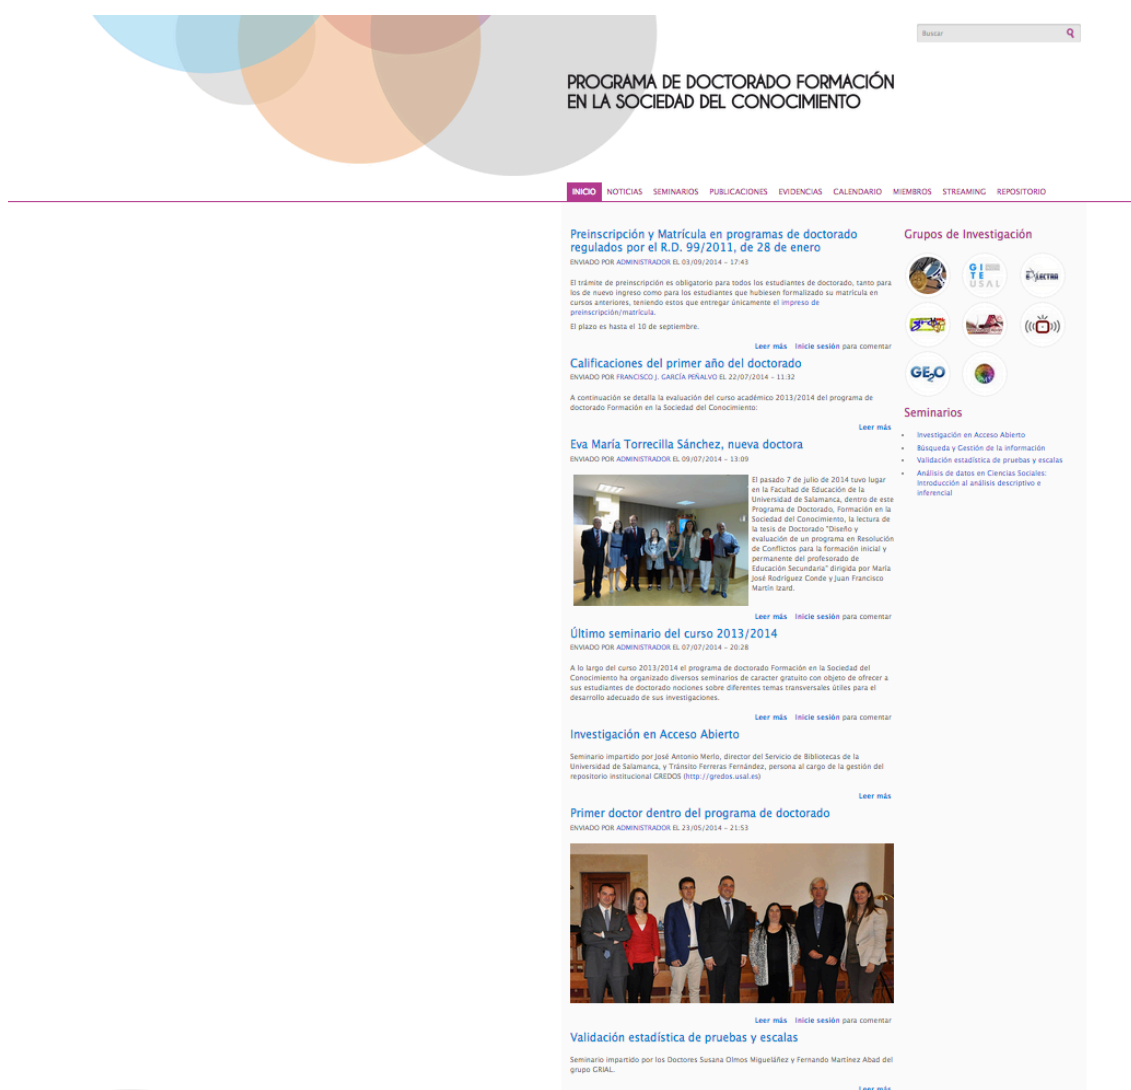 Buscar
PROGRAMA DE DOCTORADO FORMACIÓN
EN LA SOCIEDAD DEL CONOCIMIENTO
INICIO NOTICIAS SEMINARIOS PUBLICACIONES EVIDENCIAS CALENDARIO MIEMBROS STREAMING REPOSITORIO
Preinscripción y Matrícula en programas de doctorado
regulados por el R.D. 99/2011, de 28 de enero
ENVIADO POR ADMINISTRADOR EL 03/09/2014 - 17:43
El trámite de preinscripción es obligatorio para todos los estudiantes de doctorado, tanto para
los de nuevo ingreso como para los estudiantes que hubiesen formalizado su matrícula en
cursos anteriores, teniendo estos que entregar únicamente el impreso de
preinscripción/matrícula.
El plazo es hasta el 10 de septiembre.
Leer más Inicie sesión para comentar
Calificaciones del primer año del doctorado
ENVIADO POR FRANCISCO J. GARCÍA PEÑALVO EL 22/07/2014 - 11:32
A continuación se detalla la evaluación del curso académico 2013/2014 del programa de
doctorado Formación en la Sociedad del Conocimiento:
Leer más
Eva María Torrecilla Sánchez, nueva doctora
ENVIADO POR ADMINISTRADOR EL 09/07/2014 - 13:09
El pasado 7 de julio de 2014 tuvo lugar
en la Facultad de Educación de la
Universidad de Salamanca, dentro de este
Programa de Doctorado, Formación en la
Sociedad del Conocimiento, la lectura de
la tesis de Doctorado "Diseño y
evaluación de un programa en Resolución
de Conflictos para la formación inicial y
permanente del profesorado de
Educación Secundaria" dirigida por María
José Rodríguez Conde y Juan Francisco
Martín Izard.
Leer más Inicie sesión para comentar
Último seminario del curso 2013/2014
ENVIADO POR ADMINISTRADOR EL 07/07/2014 - 20:28
A lo largo del curso 2013/2014 el programa de doctorado Formación en la Sociedad del
Conocimiento ha organizado diversos seminarios de caracter gratuito con objeto de ofrecer a
sus estudiantes de doctorado nociones sobre diferentes temas transversales útiles para el
desarrollo adecuado de sus investigaciones.
Leer más Inicie sesión para comentar
Investigación en Acceso Abierto
Seminario impartido por José Antonio Merlo, director del Servicio de Bibliotecas de la
Universidad de Salamanca, y Tránsito Ferreras Fernández, persona al cargo de la gestión del
repositorio institucional GREDOS (http://gredos.usal.es)
Leer más
Primer doctor dentro del programa de doctorado
ENVIADO POR ADMINISTRADOR EL 23/05/2014 - 21:53
Leer más Inicie sesión para comentar
Validación estadística de pruebas y escalas
Seminario impartido por los Doctores Susana Olmos Migueláñez y Fernando Martínez Abad del
grupo GRIAL.
Leer más
Grupos de Investigación
GI
TE
USAL
GE2O
Seminarios
Investigación en Acceso Abierto
Búsqueda y Gestión de la información
Validación estadística de pruebas y escalas
Análisis de datos en Ciencias Sociales:
Introducción al análisis descriptivo e
inferencial